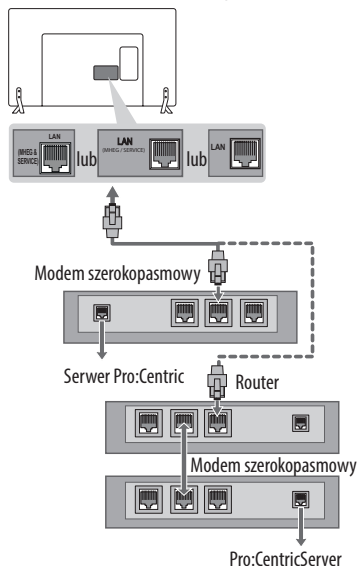 LAN
(MHEG &
SERVICE)
lub
LAN
(MHEG / SERVICE)
lub
LAN
Modem szerokopasmowy
Serwer Pro:Centric
Router
Modem szerokopasmowy
Pro:CentricServer